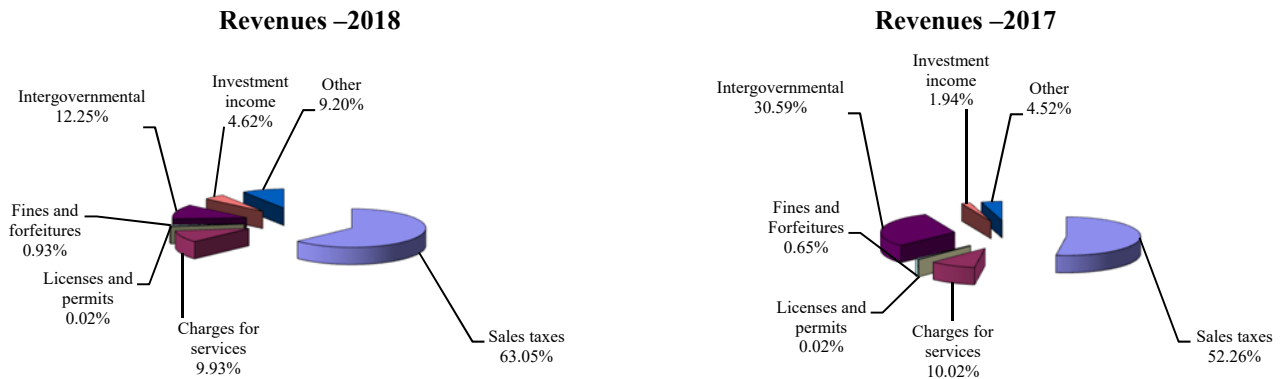 Revenues –2018
Intergovernmental
12.25%
Investment
income
4.62%
Other
9.20%
Fines and
forfeitures
0.93%
Licenses and
permits
0.02%
Charges for
services
9.93%
Sales taxes
63.05%
Revenues –2017
Intergovernmental
30.59%
Investment
income
1.94%
Other
4.52%
Fines and
Forfeitures
0.65%
Licenses and
permits
0.02%
Charges for
services
10.02%
Sales taxes
52.26%